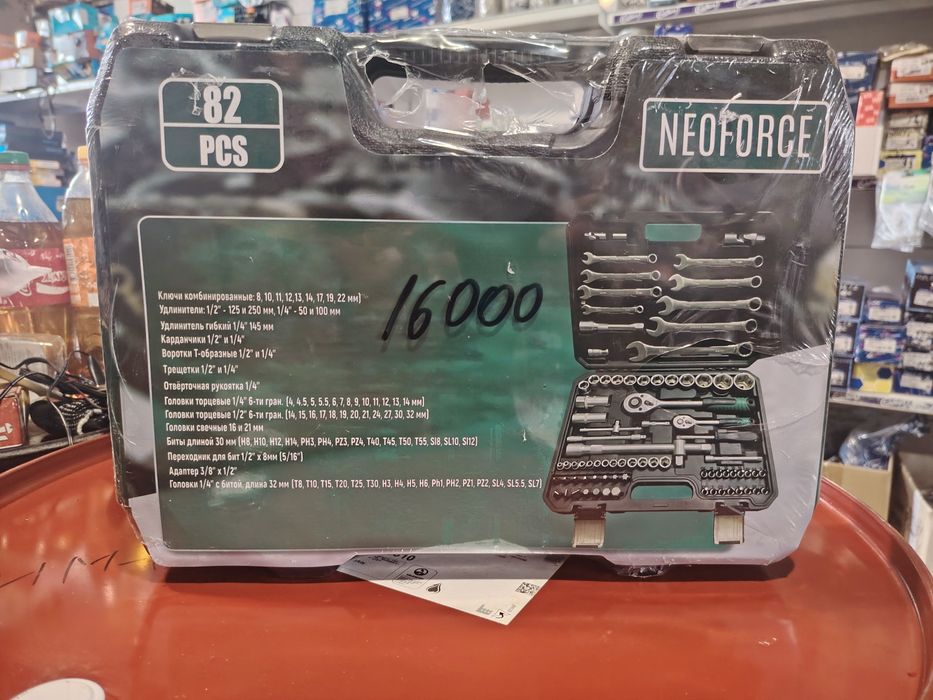 82
PCS
NEOFORCE
16000
Ключи комбинированные: 8, 10, 11, 12,13, 14, 17, 19, 22 мм)
Удлинители: 1/2" - 125 и 250 мм, 1/4" - 50 и 100 мм
Удлинитель гибкий 1/4" 145 мм
Карданчики 1/2" и 1/4"
Воротки Т-образные 1/2" и 1/4"
Трещетки 1/2" и 1/4"
Отвёрточная рукоятка 1/4"
Головки торцевые 1/4" 6-ти гран. (4, 4.5, 5, 5.5, 6, 7, 8, 9, 10, 11, 12, 13, 14 мм)
Головки торцевые 1/2" 6-ти гран. (14, 15, 16, 17, 18, 19, 20, 21, 24, 27, 30, 32 мм)
Головки свечные 16 и 21 мм
Биты длиной 30 мм (H8, H10, H12, H14, PH3, PH4, PZ3, PZ4, T40, T45, T50, T55, Sl8, SL10, Sl12)
Переходник для бит 1/2" х 8мм (5/16")
Адаптер 3/8" х 1/2"
Головки 1/4" с битой, длина 32 мм (T8, T10, T15, T20, T25, T30, H3, H4, H5, H6, Ph1, PH2, PZ1, PZ2, SL4, SL5.5, SL7)